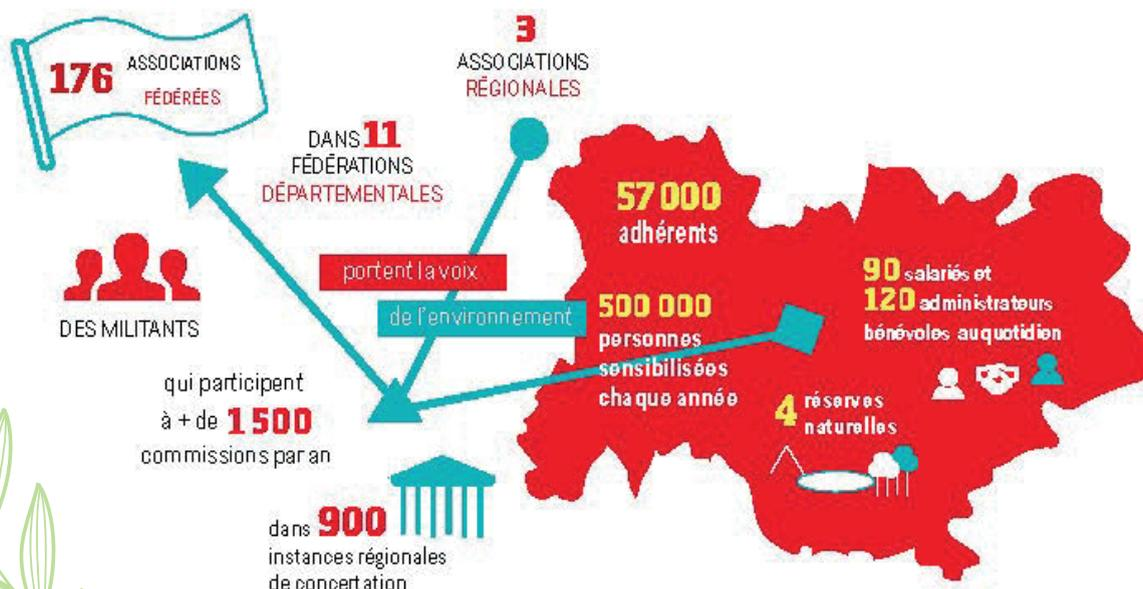 176 ASSOCIATIONS
FÉDÉRÉES
3
ASSOCIATIONS
RÉGIONALES
DANS 11
FÉDÉRATIONS
DÉPARTEMENTALES
portent la voix
de l'environnement
DES MILITANTS
qui participent
à + de 1 500
commissions par an
dans 900
instances régionales
de concertation
57 000
adhérents
500 000
personnes
sensibilisées
chaque année
90 salariés et
120 administrateurs
bénévoles au quotidien
4 réserves
naturelles